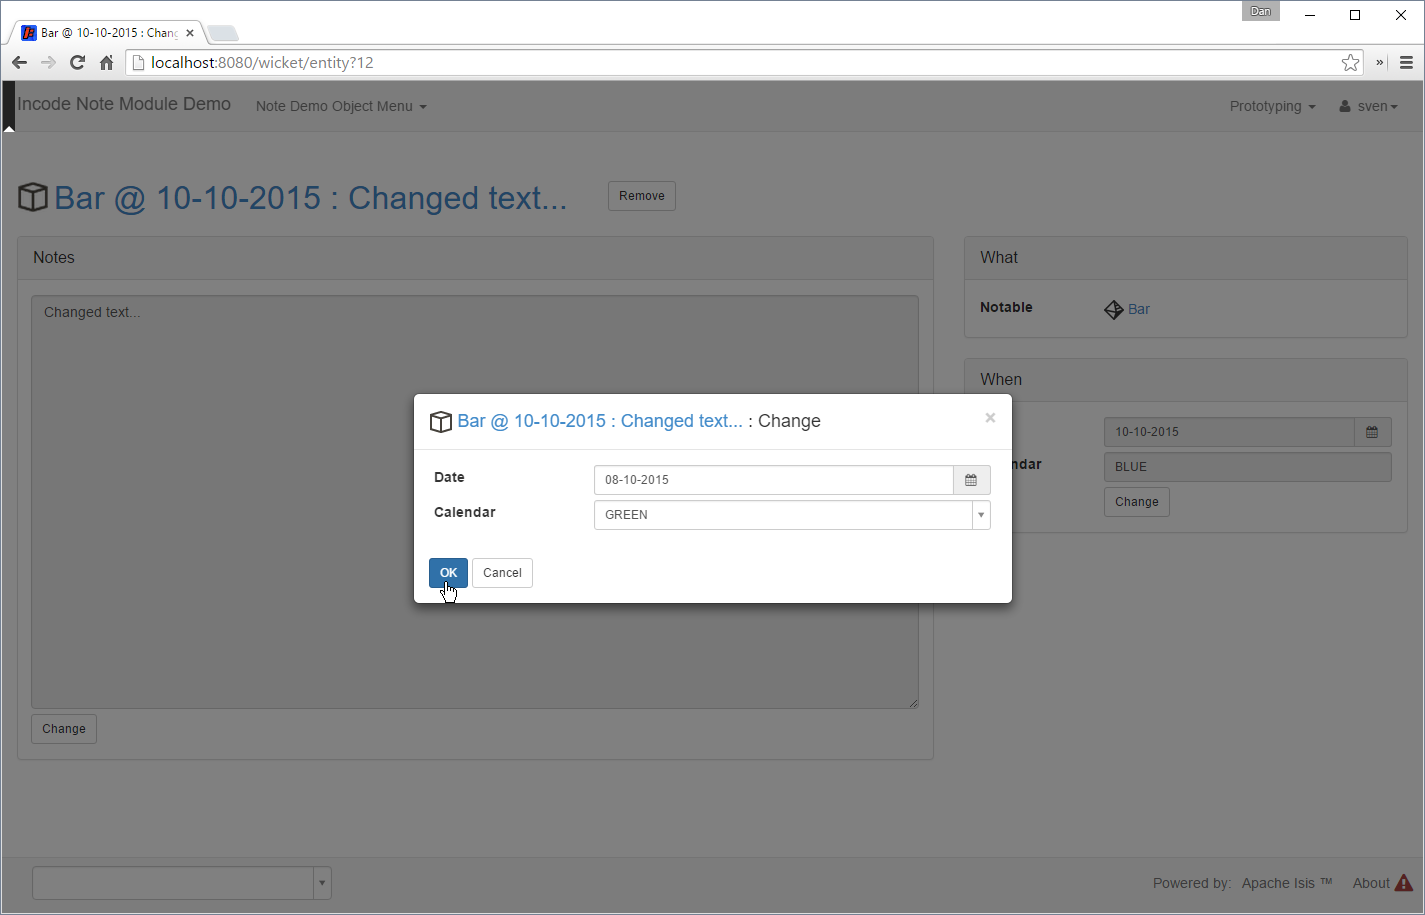 Dan
Bar @ 10-10-2015 : Chang
localhost:8080/wicket/entity?12
Incode Note Module Demo
Note Demo Object Menu
Prototyping
sven
Bar @ 10-10-2015 : Changed text...
Remove
Notes
Changed text...
Change
What
Notable
Bar
When
10-10-2015
ndar
BLUE
Change
Bar @ 10-10-2015 : Changed text... : Change
×
Date
08-10-2015
Calendar
GREEN
OK
Cancel
Powered by: Apache Isis ™ About